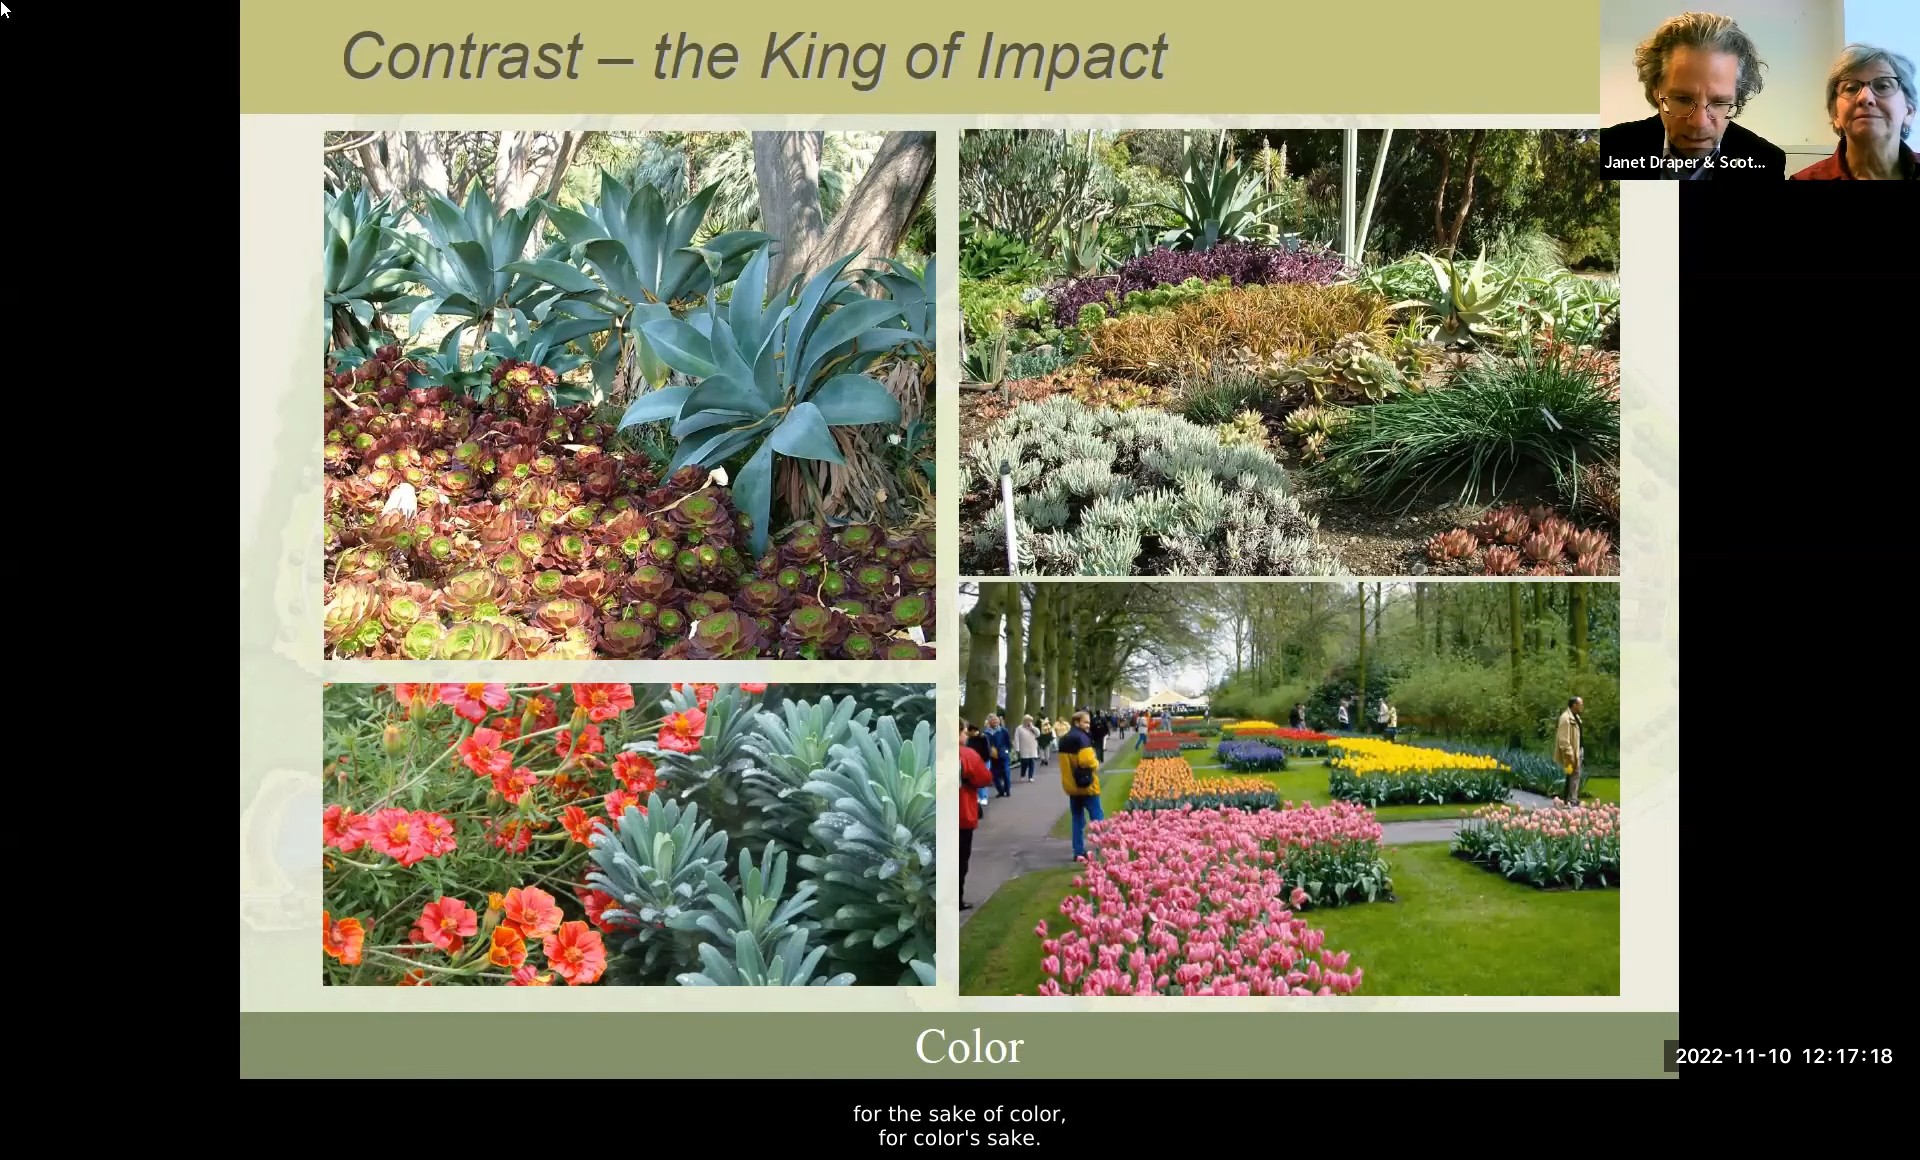 Contrast – the King of Impact
Janet Draper & Scot...
Color
2022-11-10 12:17:18
for the sake of color,
for color's sake.